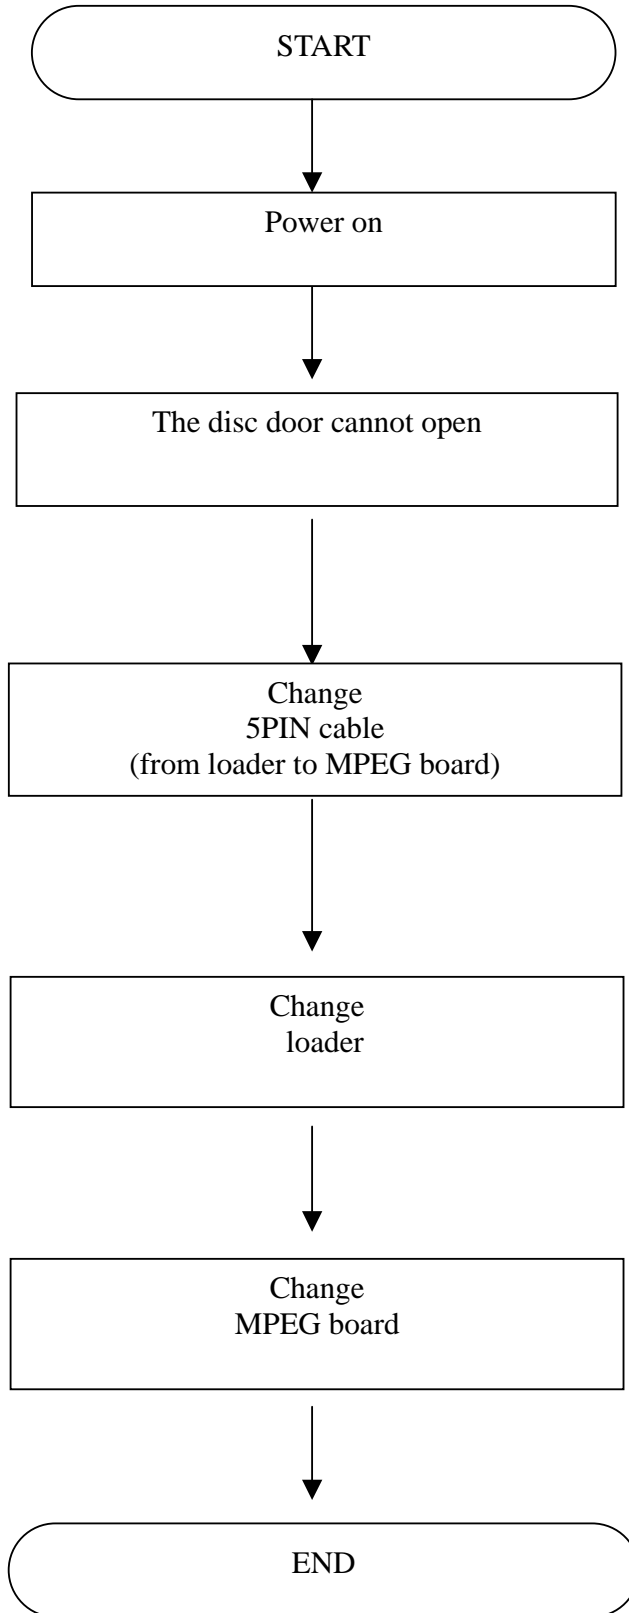 START
Power on
The disc door cannot open
Change
5PIN cable
(from loader to MPEG board)
Change
loader
Change
MPEG board
END